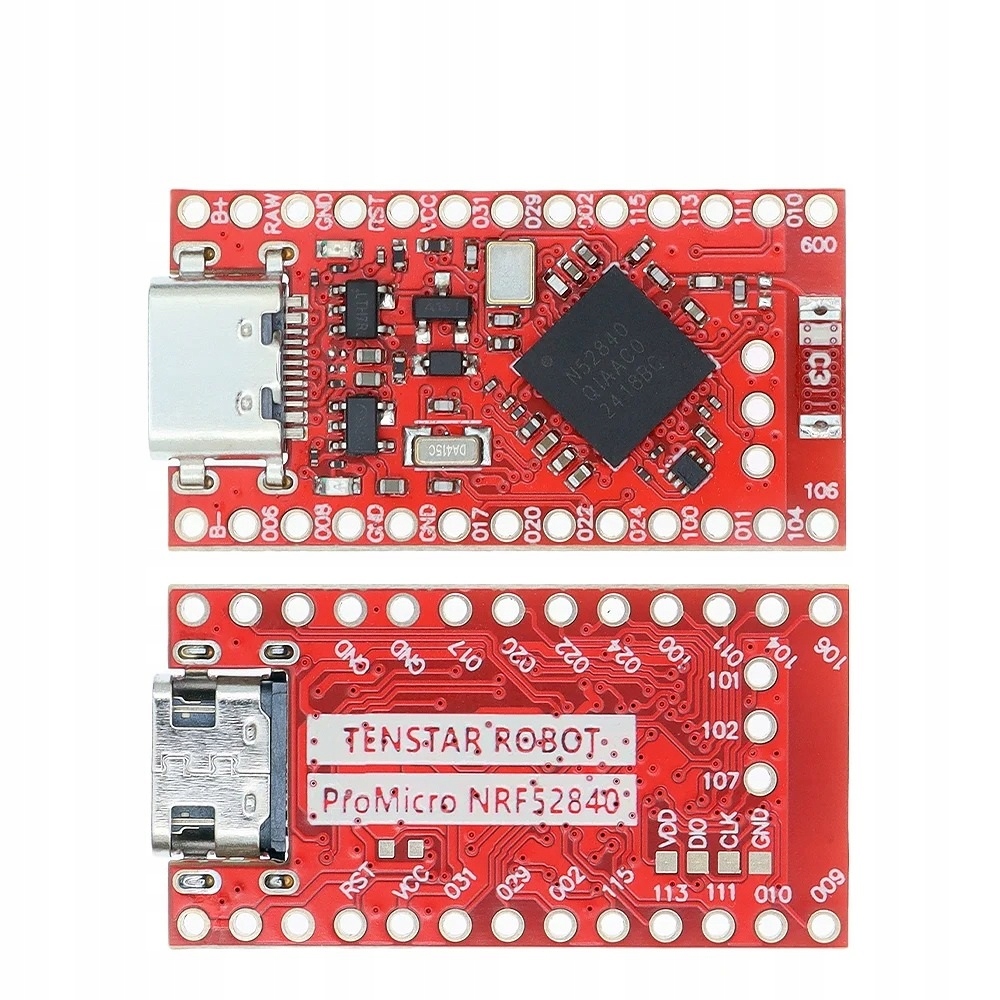 TENSTAR ROBOT
ProMicro NRF52840
RST
VCC
031
029
002
115
113
111
010
009
GND
GND
017
020
022
024
100
011
104
106
VDD
DIO
CLK
GND
107
102
101
B-
006
008
GND
GND
017
020
022
024
100
011
104
106
B+
RAW
GND
RST
VCC
031
029
002
115
113
111
010
009
DA415C
N52840
QIAAC0
2418BG
C3